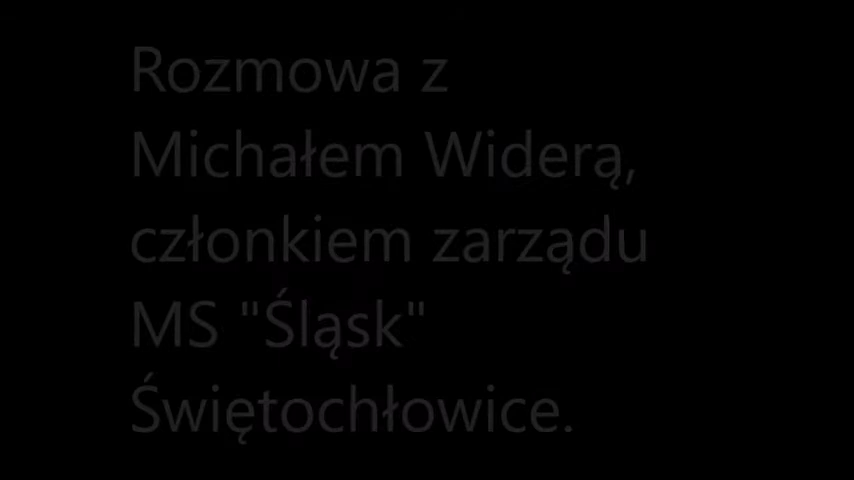 Rozmowa z
Michałem Widerą,
członkiem zarządu
MS "Śląsk"
Świętochłowice.